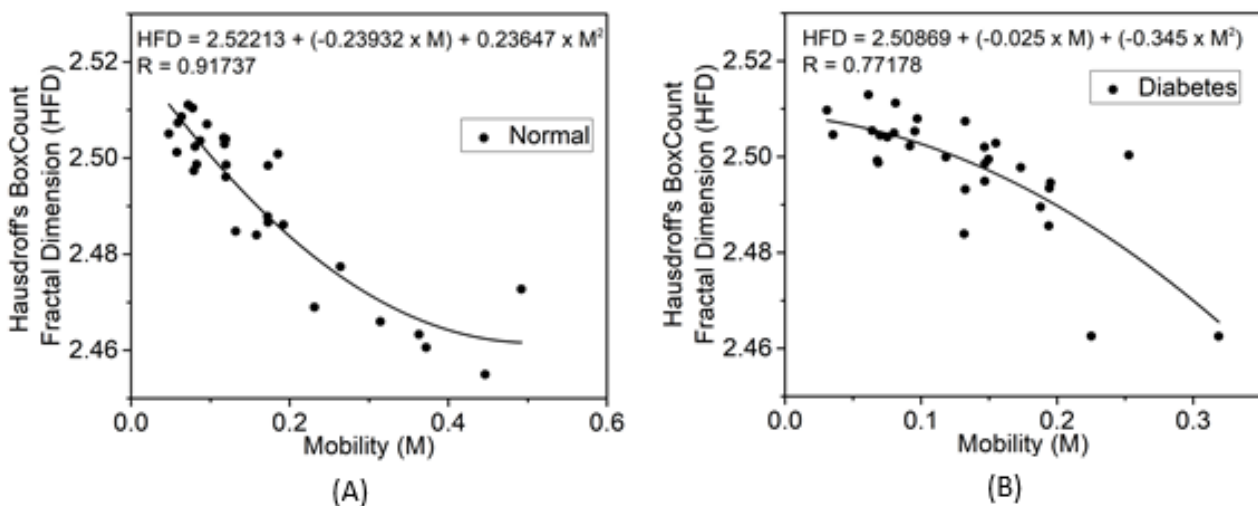 HFD = 2.52213 + (-0.23932 x M) + 0.23647 x M²
R = 0.91737
Normal
Hausdroff's BoxCount
Fractal Dimension (HFD)
2.52
2.50
2.48
2.46
0.0 0.2 0.4 0.6
Mobility (M)
(A)
HFD = 2.50869 + (-0.025 x M) + (-0.345 x M²)
R = 0.77178
Diabetes
Hausdroff's BoxCount
Fractal Dimension (HFD)
2.52
2.50
2.48
2.46
0.0 0.1 0.2 0.3
Mobility (M)
(B)